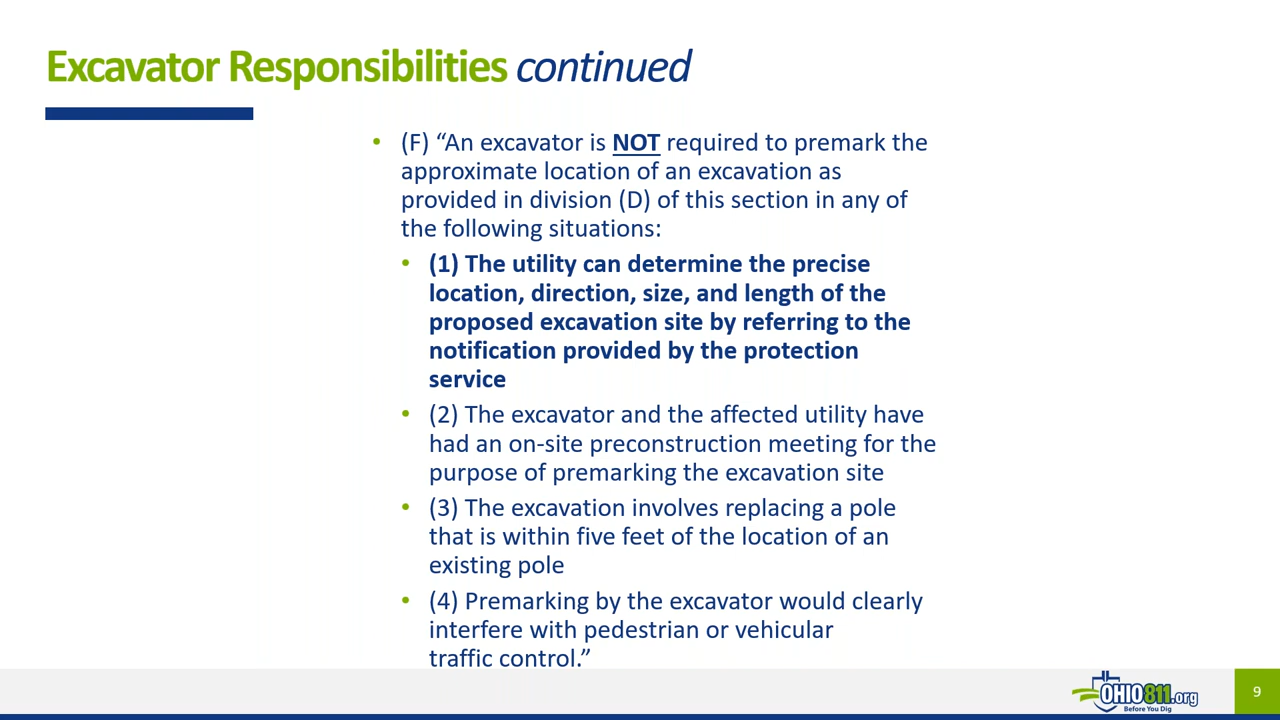 Excavator Responsibilities continued
• (F) “An excavator is NOT required to premark the
approximate location of an excavation as
provided in division (D) of this section in any of
the following situations:
• (1) The utility can determine the precise
location, direction, size, and length of the
proposed excavation site by referring to the
notification provided by the protection
service
• (2) The excavator and the affected utility have
had an on-site preconstruction meeting for the
purpose of premarking the excavation site
• (3) The excavation involves replacing a pole
that is within five feet of the location of an
existing pole
• (4) Premarking by the excavator would clearly
interfere with pedestrian or vehicular
traffic control.”
OHIO811.org
Before You Dig
9